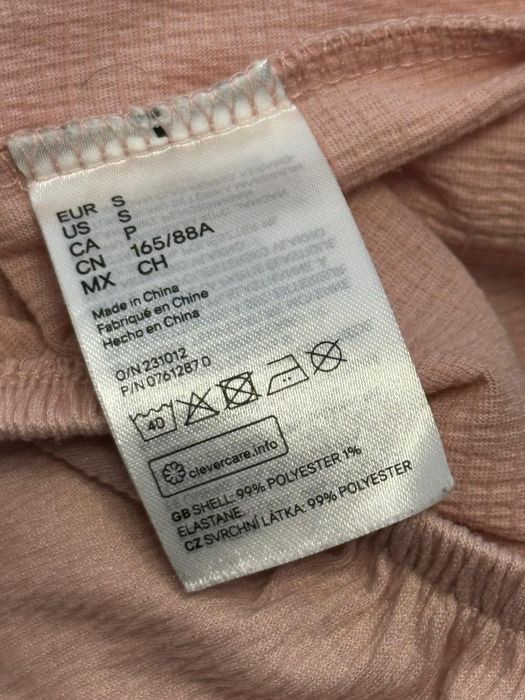 EUR S
US S
CA P
CN 165/88A
MX CH
Made in China
Fabriqué en Chine
Hecho en China
O/N 231012
P/N 0761287 D
40
clevercare.info
GB SHELL: 99% POLYESTER 1%
ELASTANE.
CZ SVRCHNÍ LÁTKA: 99% POLYESTER